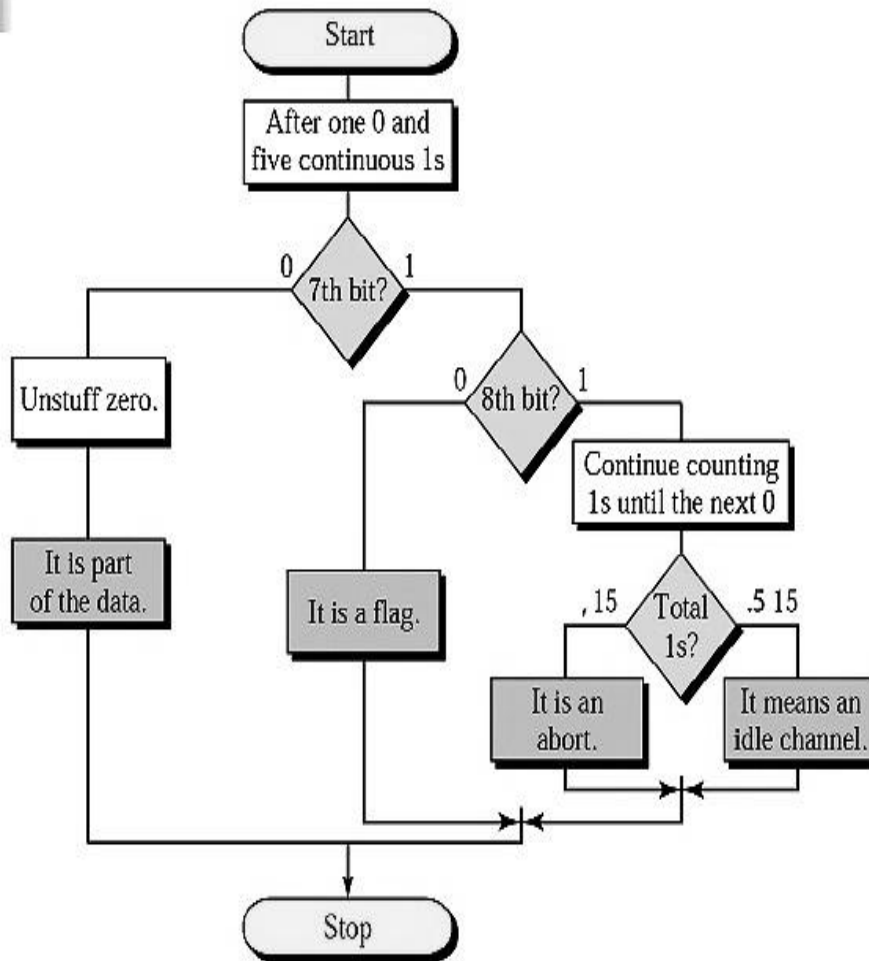 Start
After one 0 and
five continuous 1s
0
1
7th bit?
Unstuff zero.
0
1
8th bit?
Continue counting
1s until the next 0
It is part
of the data.
It is a flag.
, 15
.5 15
Total
1s?
It is an
abort.
It means an
idle channel.
Stop